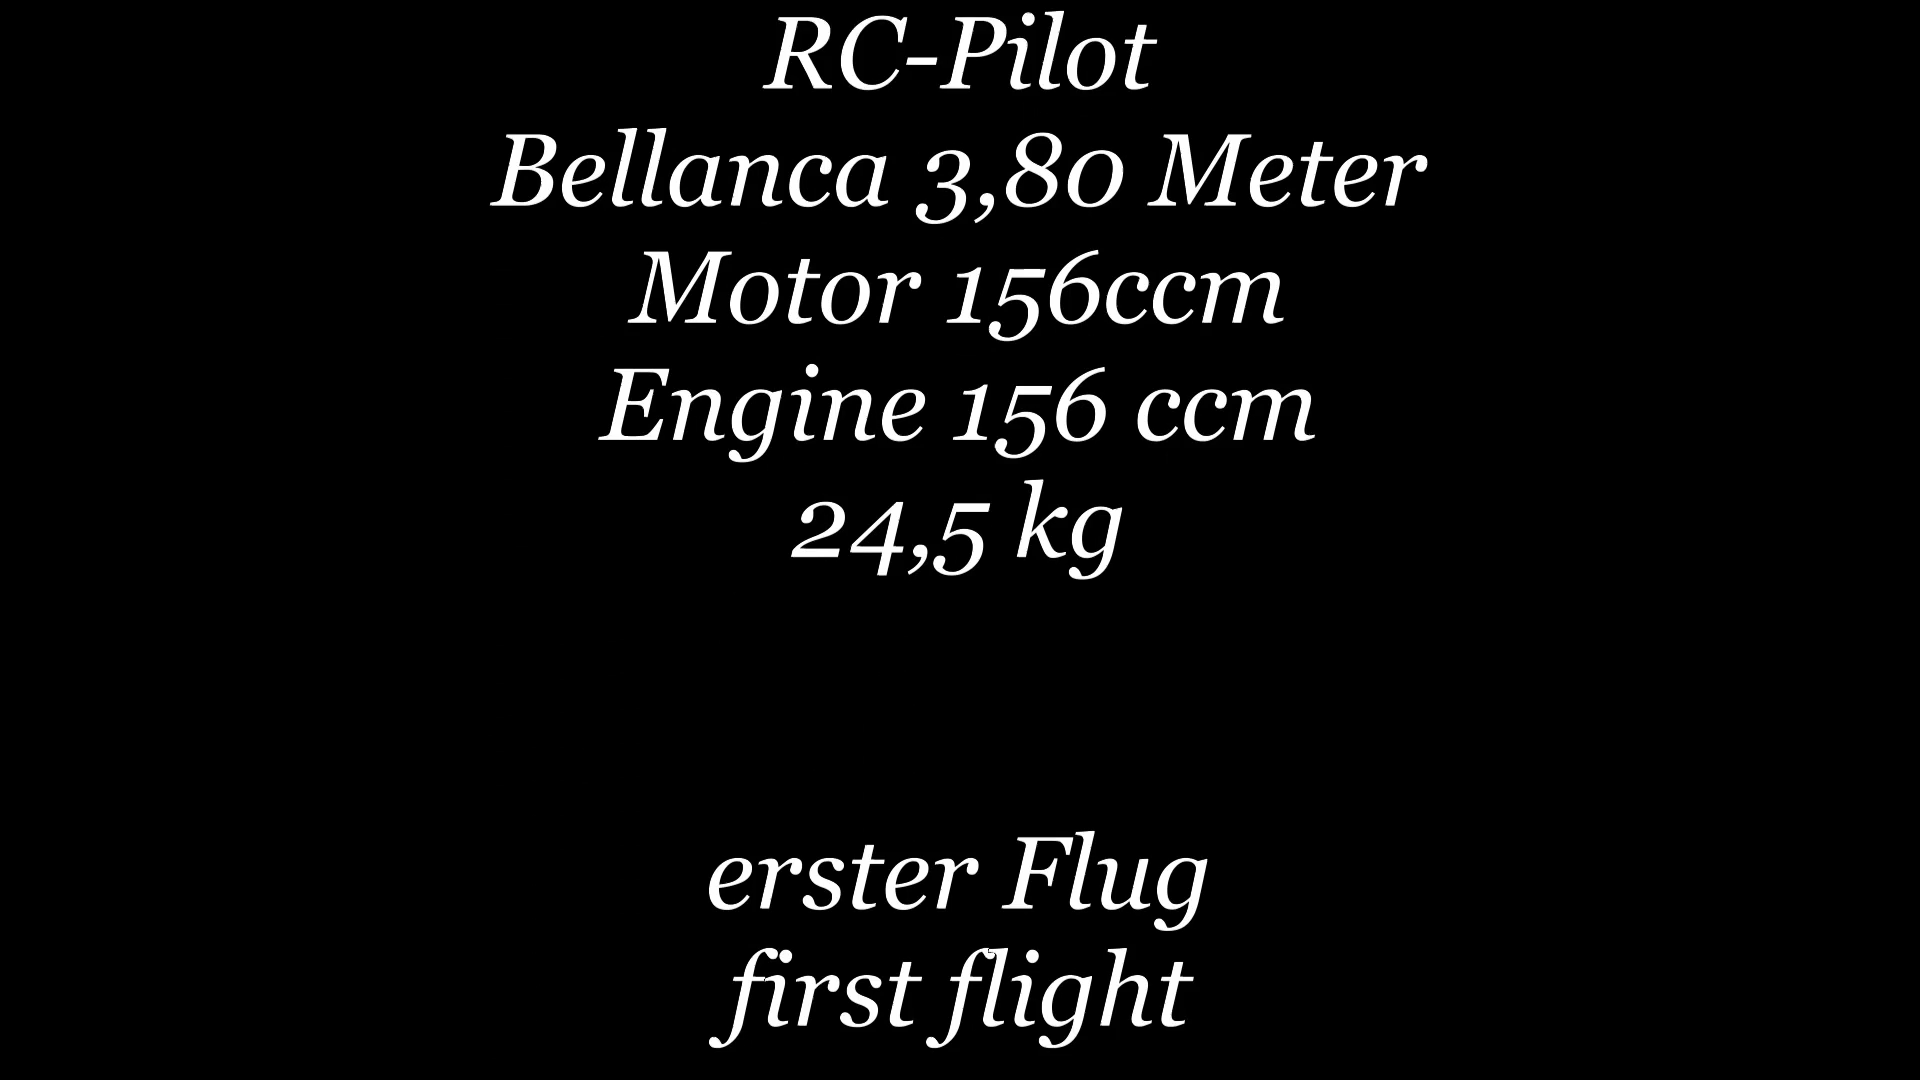 RC-Pilot
Bellanca 3,80 Meter
Motor 156ccm
Engine 156 ccm
24,5 kg
erster Flug
first flight